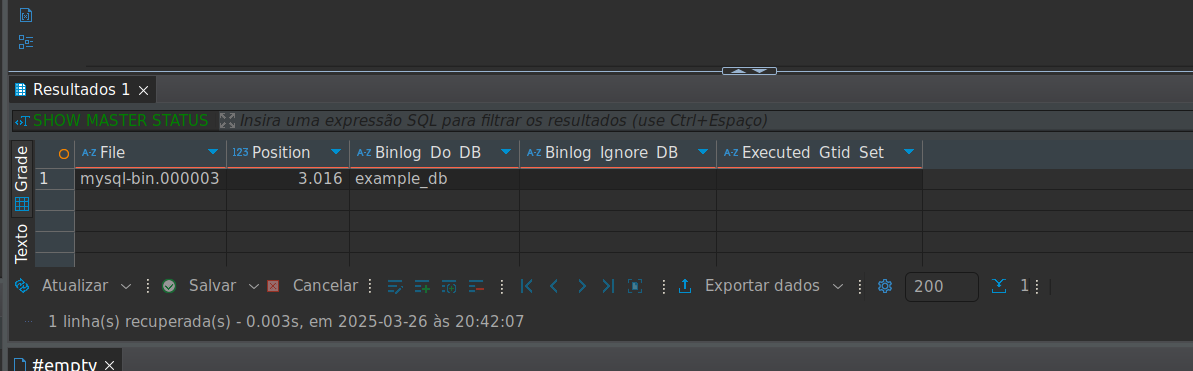 Resultados 1
SHOW MASTER STATUS Insira uma expressão SQL para filtrar os resultados (use Ctrl+Espaço)
Grade
Texto
A-Z File 123 Position A-Z Binlog_Do_DB A-Z Binlog_Ignore_DB A-Z Executed_Gtid_Set
1 mysql-bin.000003 3.016 example_db
Atualizar Salvar Cancelar Exportar dados 200 1
1 linha(s) recuperada(s) - 0.003s, em 2025-03-26 às 20:42:07
#empty